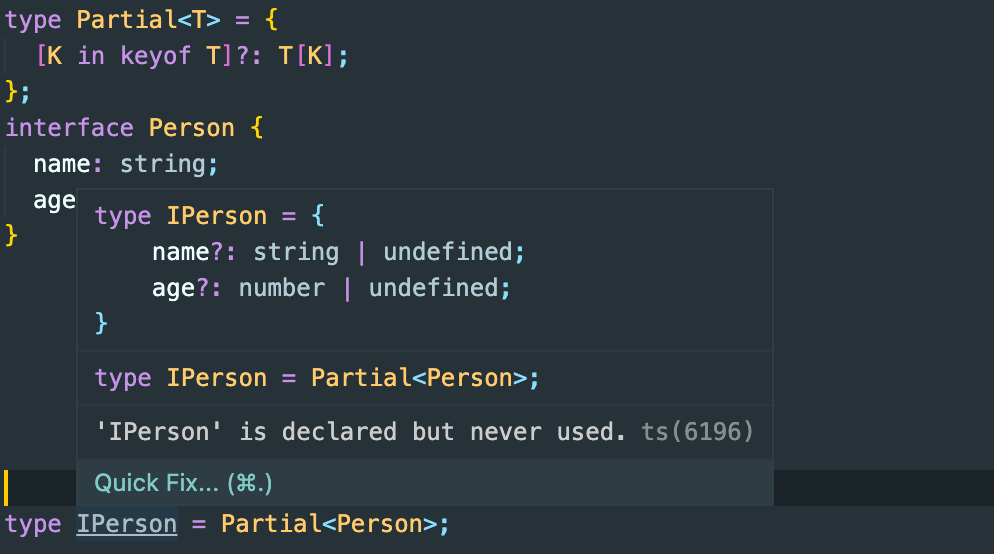 type Partial<T> = {
  [K in keyof T]?: T[K];
};
interface Person {
  name: string;
  age
}
type IPerson = {
    name?: string | undefined;
    age?: number | undefined;
}
type IPerson = Partial<Person>;
'IPerson' is declared but never used. ts(6196)
Quick Fix... (⌘.)
type IPerson = Partial<Person>;